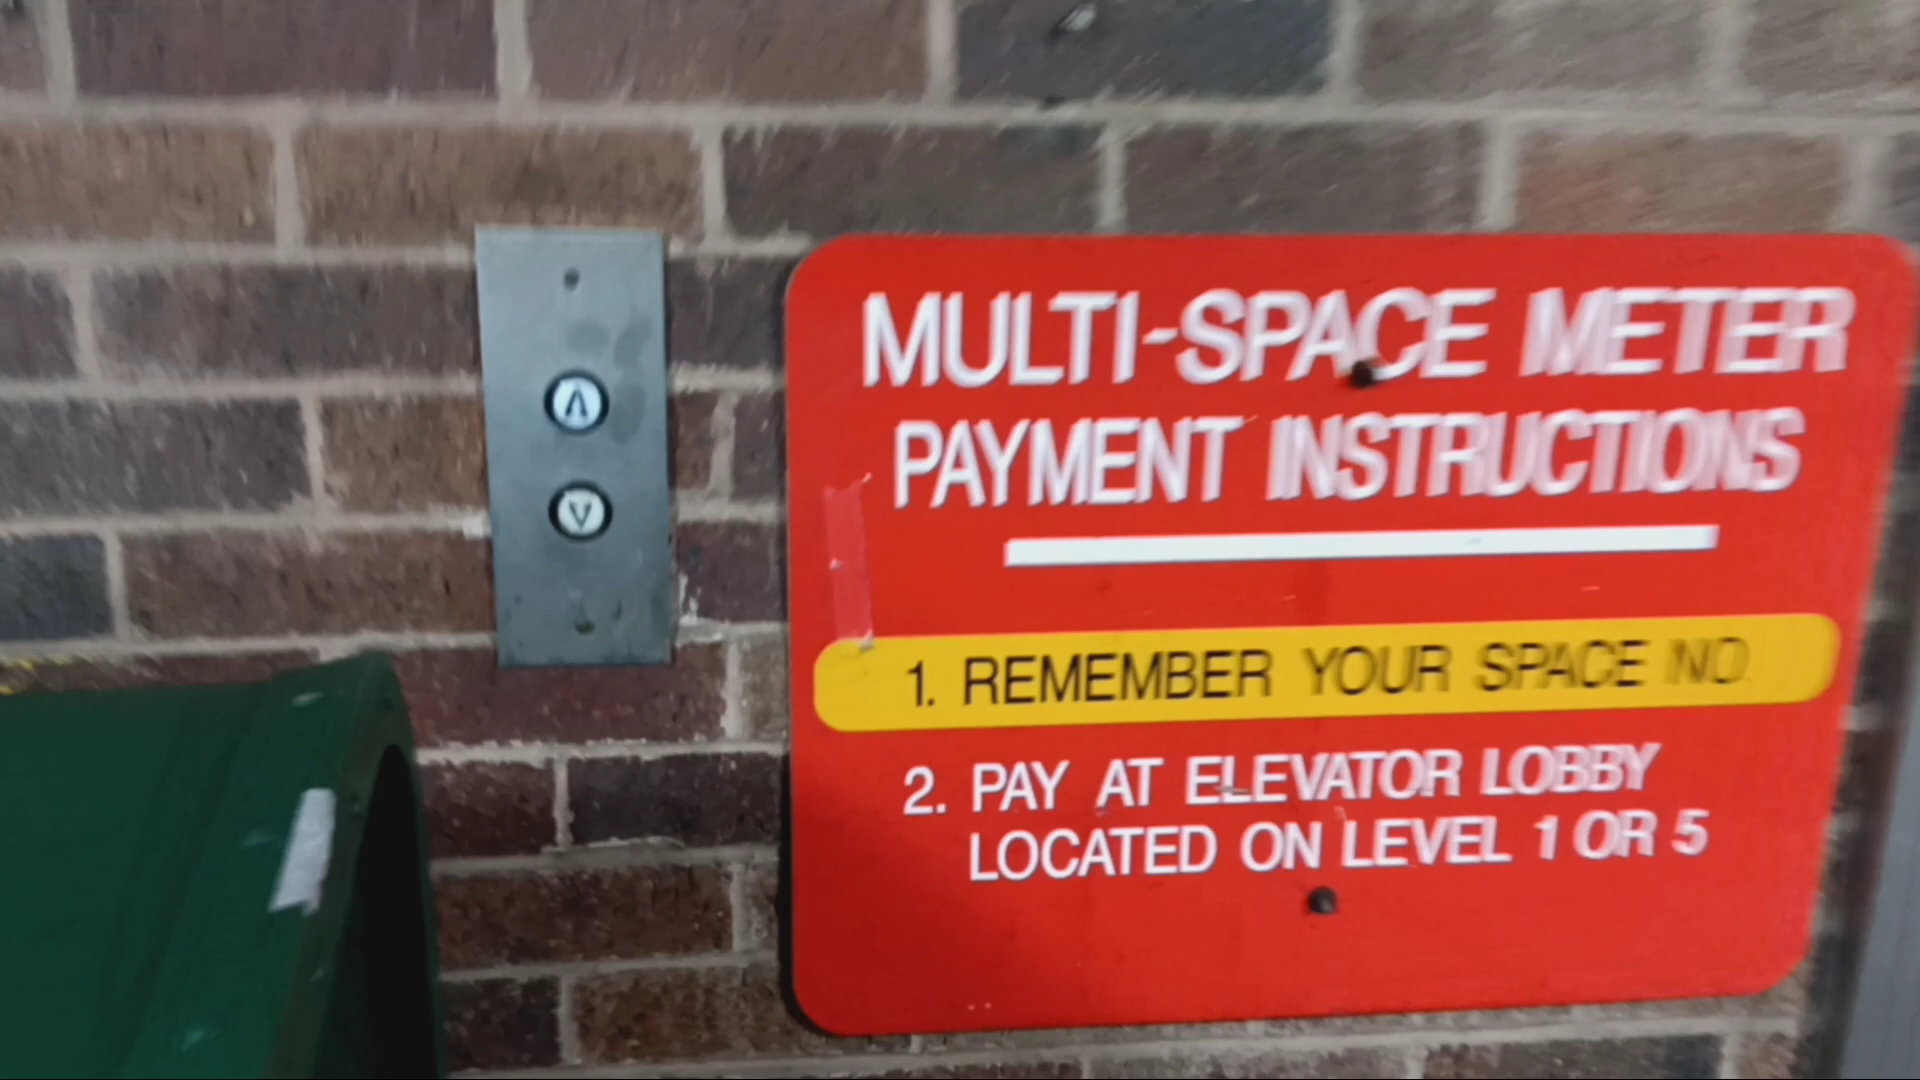 MULTI-SPACE METER
PAYMENT INSTRUCTIONS
1. REMEMBER YOUR SPACE NO.
2. PAY AT ELEVATOR LOBBY
LOCATED ON LEVEL 1 OR 5